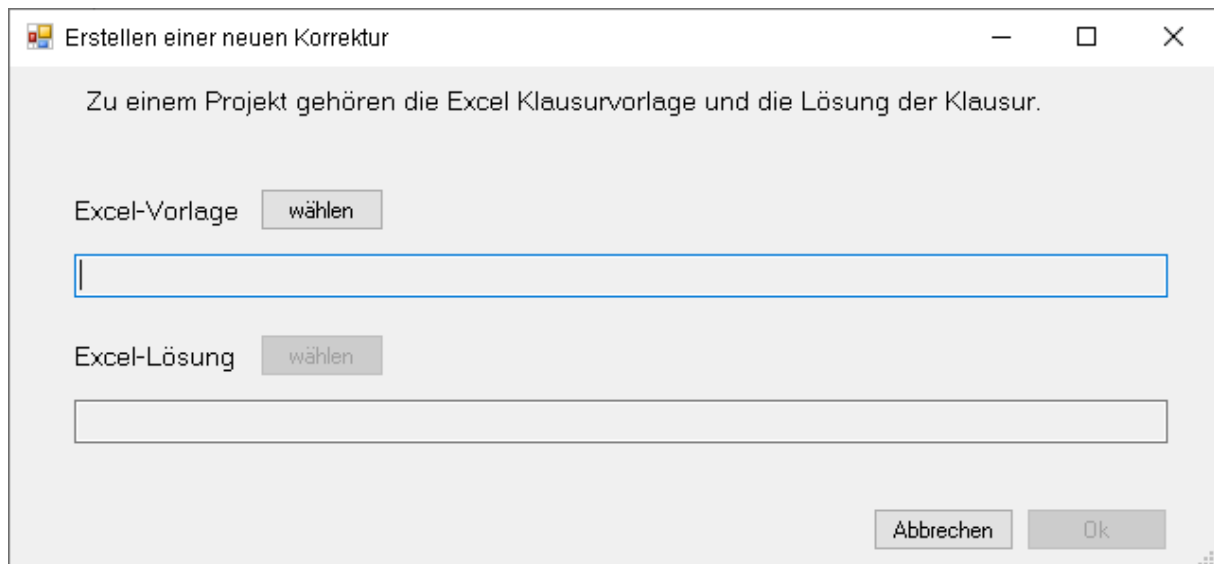 Erstellen einer neuen Korrektur
Zu einem Projekt gehören die Excel Klausurvorlage und die Lösung der Klausur.
Excel-Vorlage wählen
Excel-Lösung wählen
Abbrechen Ok